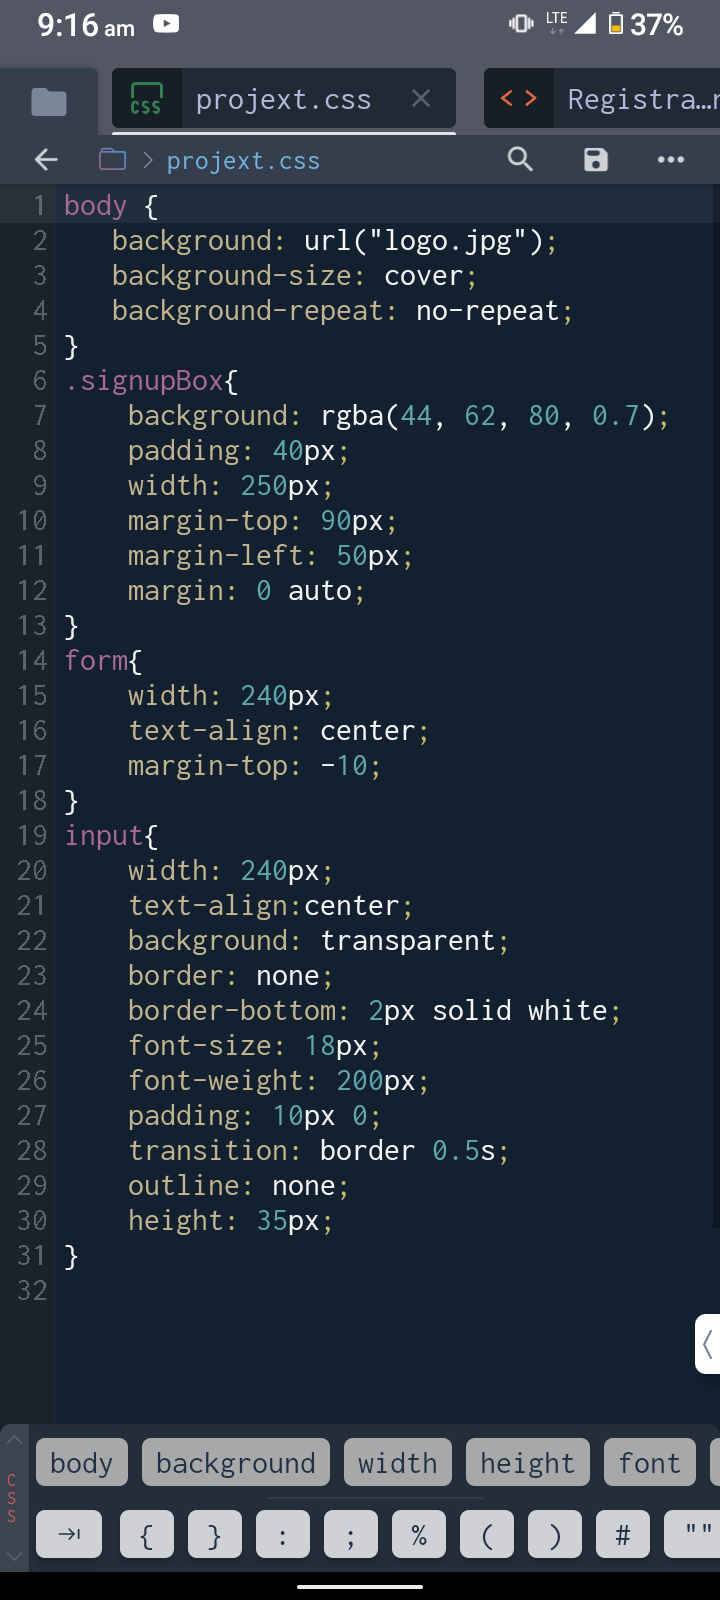 9:16 am LTE 37%
css projext.css × < > Registra…r
> projext.css
1 body {
2 background: url("logo.jpg");
3 background-size: cover;
4 background-repeat: no-repeat;
5 }
6 .signupBox{
7 background: rgba(44, 62, 80, 0.7);
8 padding: 40px;
9 width: 250px;
10 margin-top: 90px;
11 margin-left: 50px;
12 margin: 0 auto;
13 }
14 form{
15 width: 240px;
16 text-align: center;
17 margin-top: -10;
18 }
19 input{
20 width: 240px;
21 text-align:center;
22 background: transparent;
23 border: none;
24 border-bottom: 2px solid white;
25 font-size: 18px;
26 font-weight: 200px;
27 padding: 10px 0;
28 transition: border 0.5s;
29 outline: none;
30 height: 35px;
31 }
32
CSS
body background width height font
{ } : ; % ( ) # ""